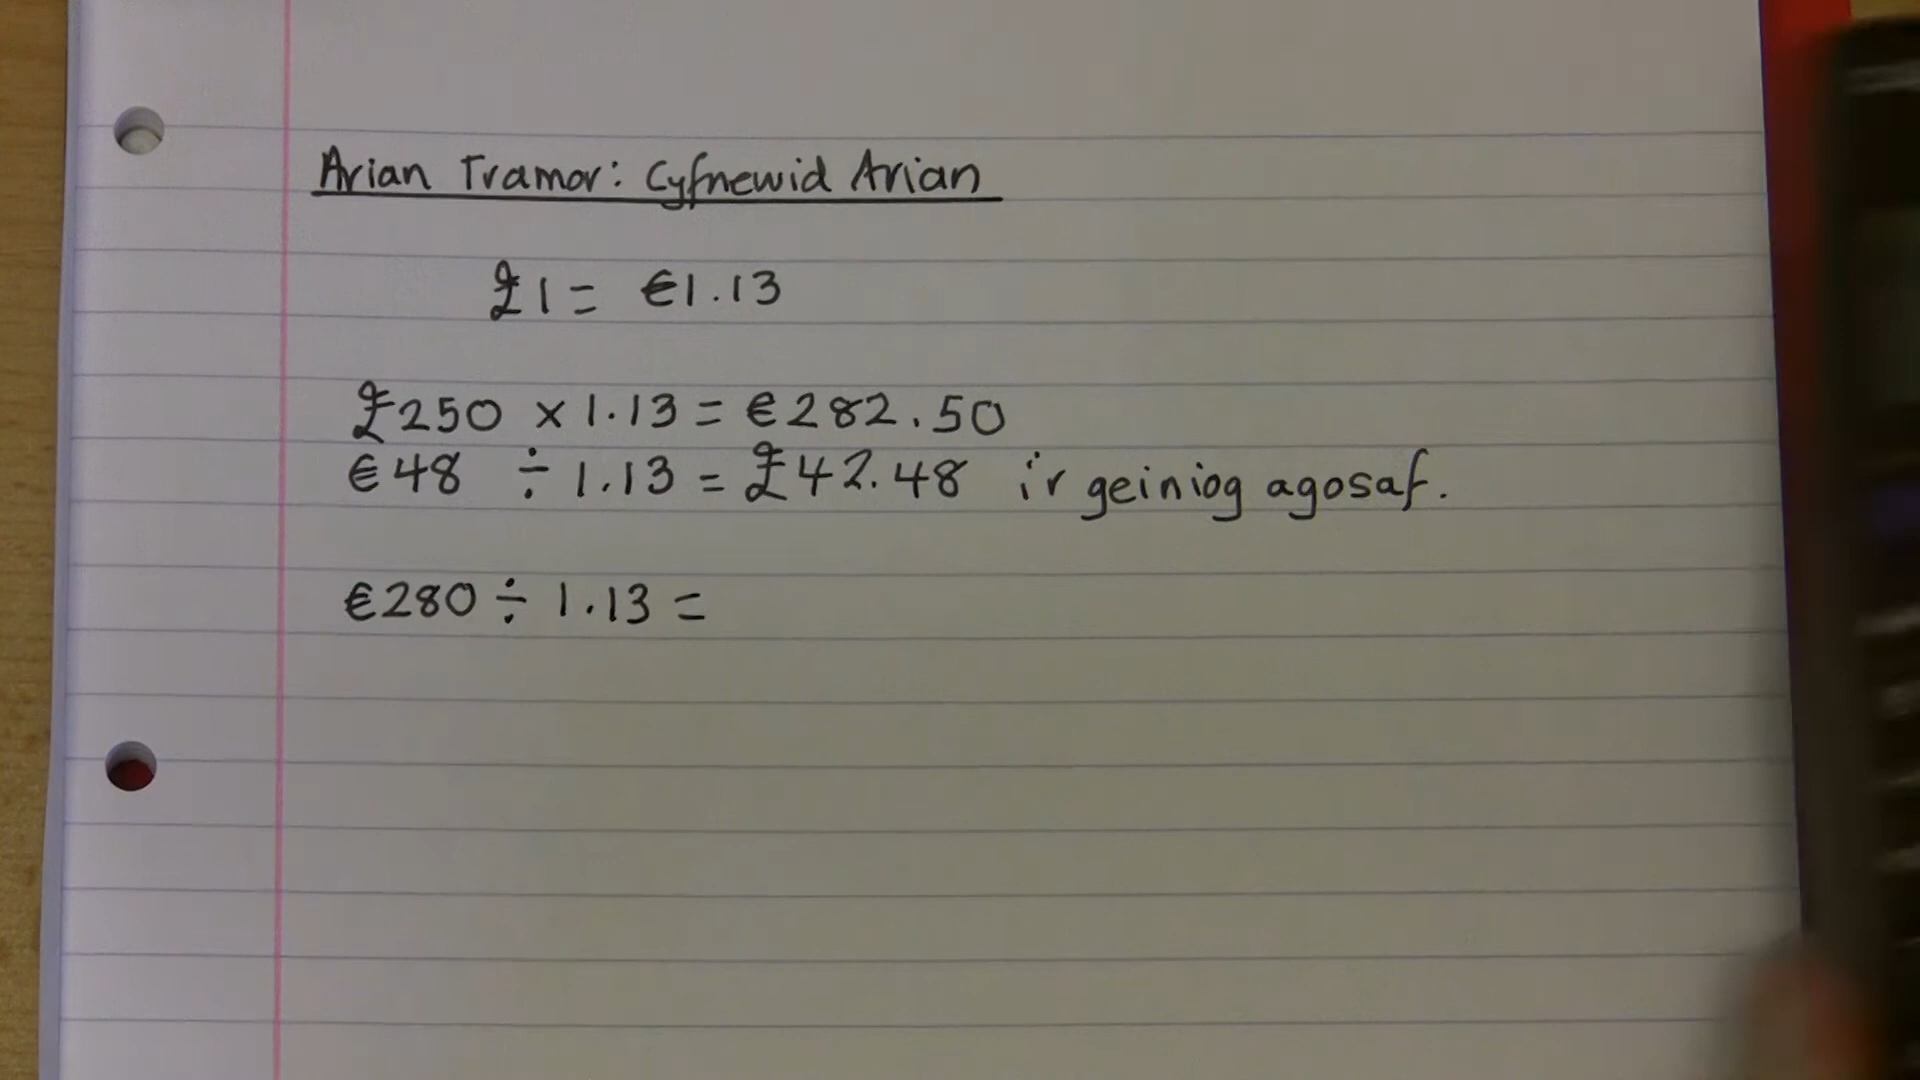 Arian Tramor: Cyfnewid Arian
£1 = €1.13
£250 × 1.13 = €282.50
€48 ÷ 1.13 = £42.48 i'r geiniog agosaf.
€280 ÷ 1.13 =